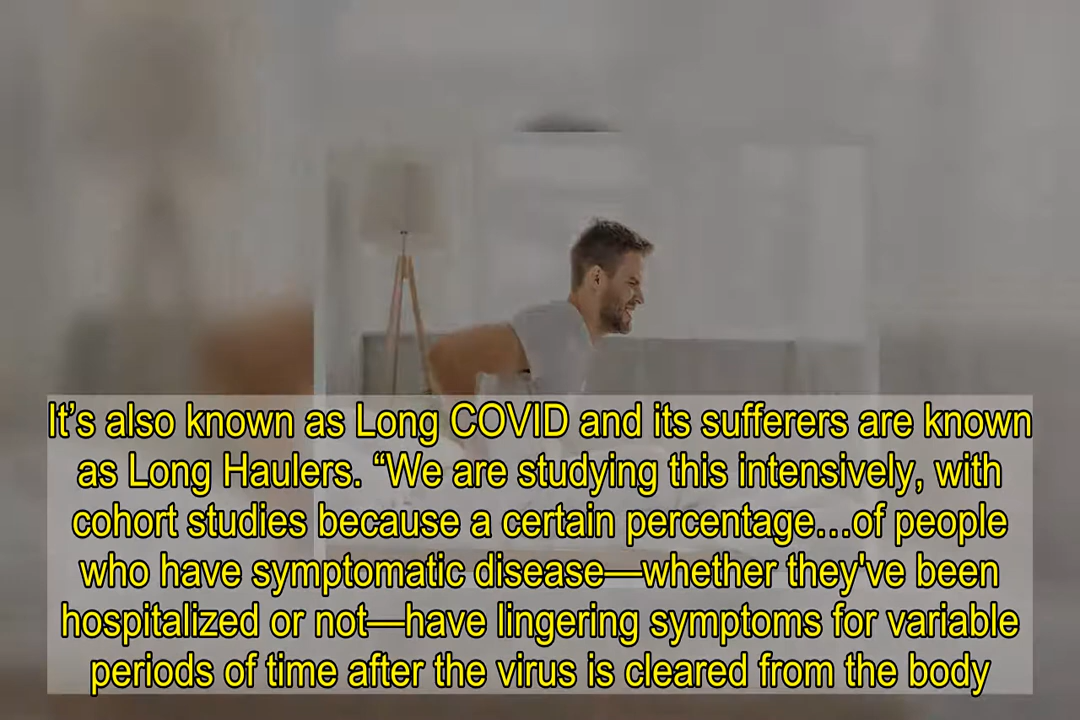 It’s also known as Long COVID and its sufferers are known
as Long Haulers. “We are studying this intensively, with
cohort studies because a certain percentage…of people
who have symptomatic disease—whether they've been
hospitalized or not—have lingering symptoms for variable
periods of time after the virus is cleared from the body